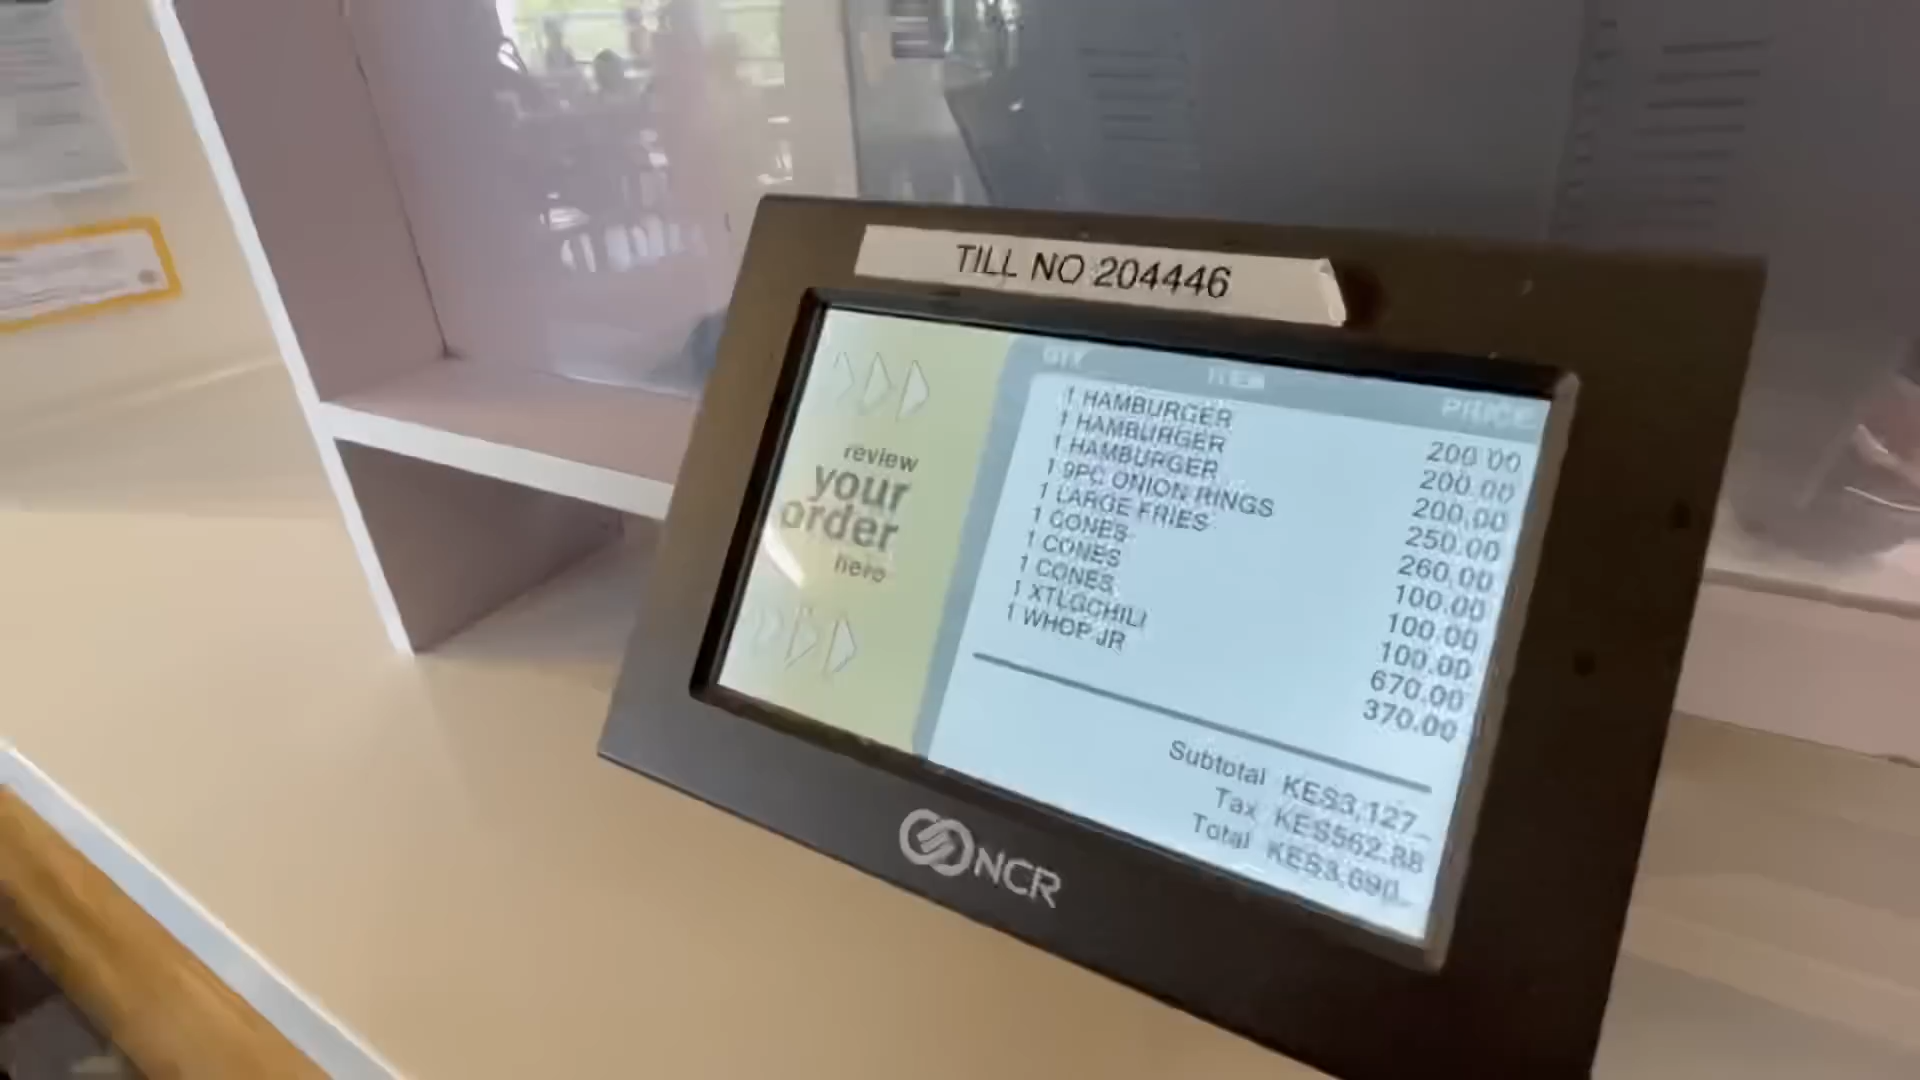 TILL NO 204446
review
your
order
here
QTY ITEM PRICE
1 HAMBURGER 200.00
1 HAMBURGER 200.00
1 HAMBURGER 200.00
1 9PC ONION RINGS 250.00
1 LARGE FRIES 260.00
1 CONES 100.00
1 CONES 100.00
1 CONES 100.00
1 XTLGCHILI 670.00
1 WHOP JR 370.00
Subtotal KES3,127
Tax KES562.88
Total KES3,690
NCR